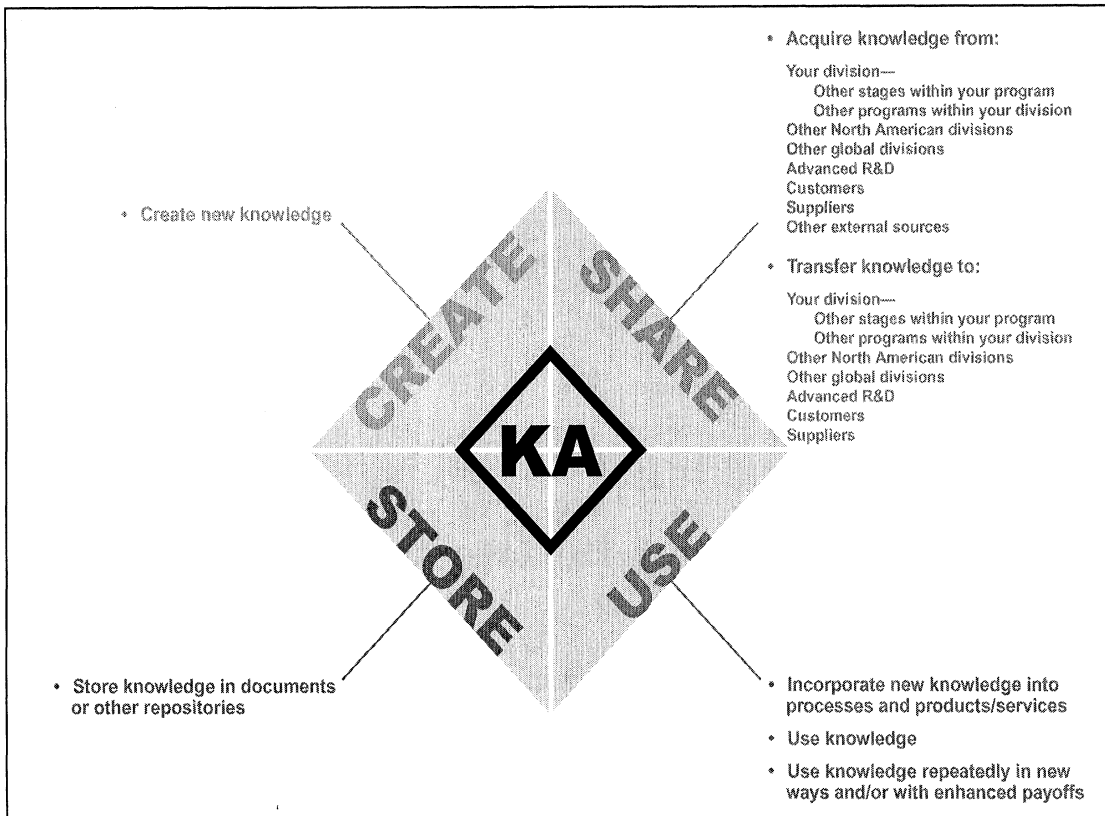 • Acquire knowledge from:
Your division—
Other stages within your program
Other programs within your division
Other North American divisions
Other global divisions
Advanced R&D
Customers
Suppliers
Other external sources
• Create new knowledge
• Transfer knowledge to:
Your division—
Other stages within your program
Other programs within your division
Other North American divisions
Other global divisions
Advanced R&D
Customers
Suppliers
CREATE
SHARE
KA
STORE
USE
• Store knowledge in documents
or other repositories
• Incorporate new knowledge into
processes and products/services
• Use knowledge
• Use knowledge repeatedly in new
ways and/or with enhanced payoffs